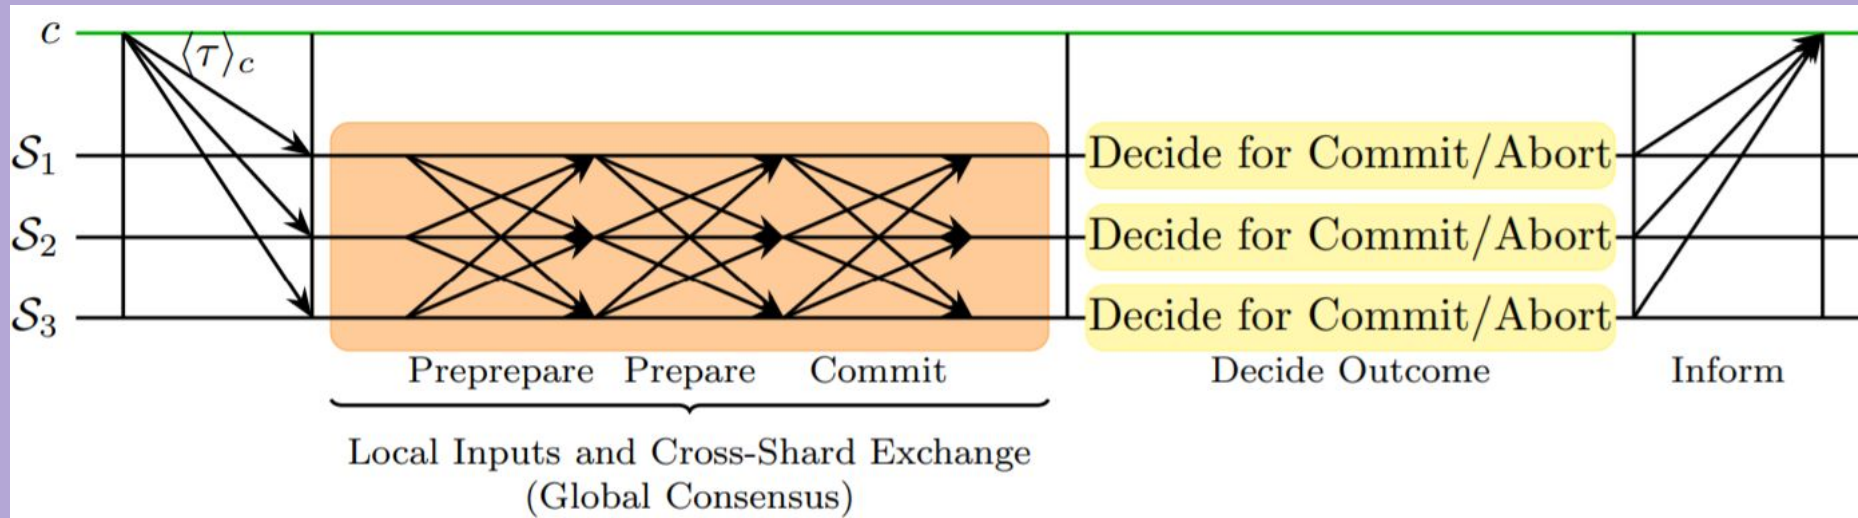 c
⟨τ⟩c
S1
Decide for Commit/Abort
S2
Decide for Commit/Abort
S3
Decide for Commit/Abort
Preprepare Prepare Commit Decide Outcome Inform
Local Inputs and Cross-Shard Exchange
(Global Consensus)